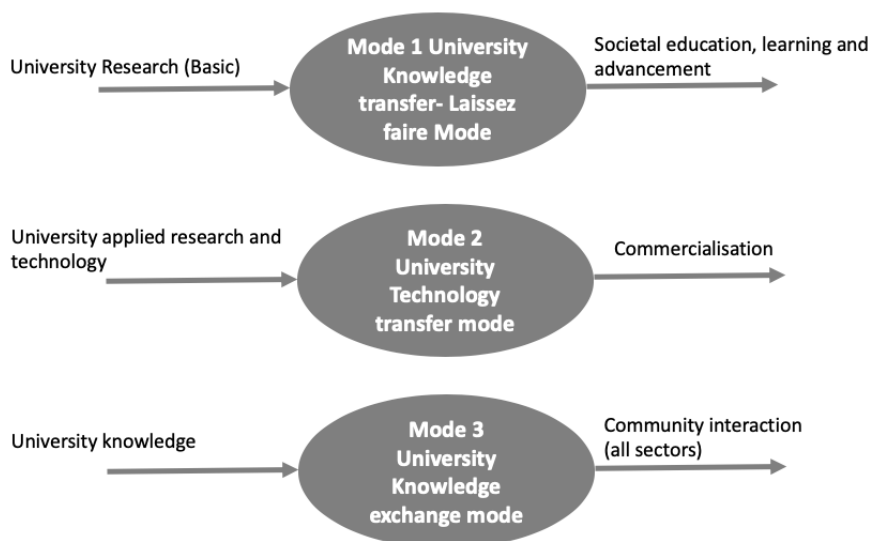 University Research (Basic)
Mode 1 University
Knowledge
transfer- Laissez
faire Mode
Societal education, learning and
advancement
University applied research and
technology
Mode 2
University
Technology
transfer mode
Commercialisation
University knowledge
Mode 3
University
Knowledge
exchange mode
Community interaction
(all sectors)